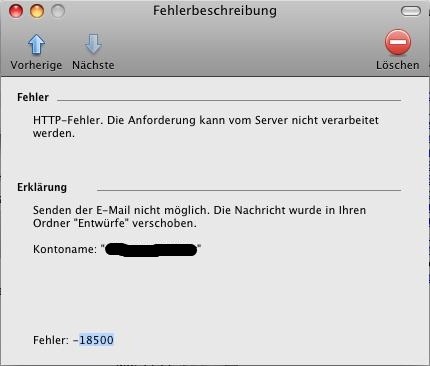 Fehlerbeschreibung
Vorherige Nächste Löschen
Fehler
HTTP-Fehler. Die Anforderung kann vom Server nicht verarbeitet
werden.
Erklärung
Senden der E-Mail nicht möglich. Die Nachricht wurde in Ihren
Ordner "Entwürfe" verschoben.
Kontoname: " "
Fehler: -18500